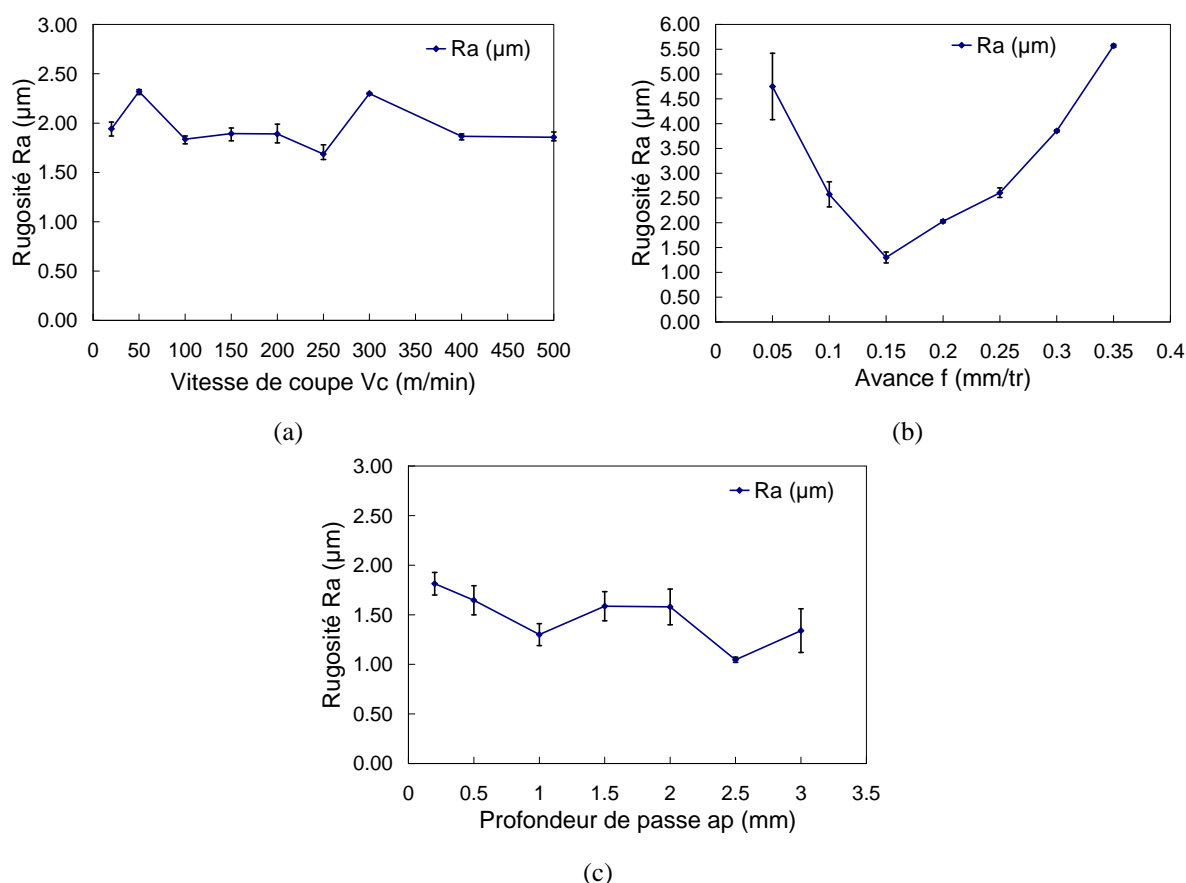 3.00
2.50
2.00
1.50
1.00
0.50
0.00
Rugosité Ra (µm)
Ra (µm)
0 50 100 150 200 250 300 350 400 450 500
Vitesse de coupe Vc (m/min)
(a)
6.00
5.50
5.00
4.50
4.00
3.50
3.00
2.50
2.00
1.50
1.00
0.50
0.00
Rugosité Ra (µm)
Ra (µm)
0 0.05 0.1 0.15 0.2 0.25 0.3 0.35 0.4
Avance f (mm/tr)
(b)
3.00
2.50
2.00
1.50
1.00
0.50
0.00
Rugosité Ra (µm)
Ra (µm)
0 0.5 1 1.5 2 2.5 3 3.5
Profondeur de passe ap (mm)
(c)